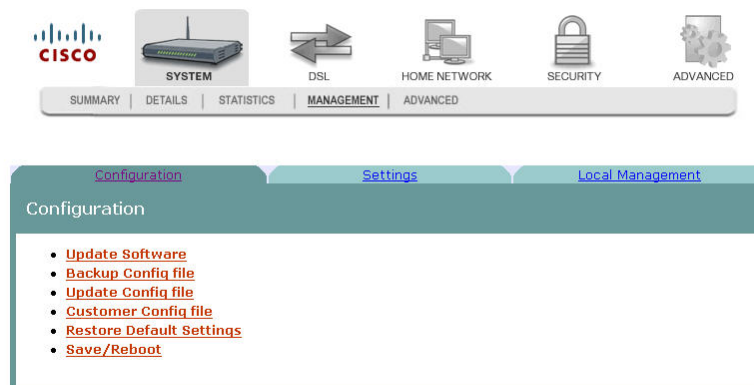 CISCO
SYSTEM DSL HOME NETWORK SECURITY ADVANCED
SUMMARY | DETAILS | STATISTICS | MANAGEMENT | ADVANCED
Configuration Settings Local Management
Configuration
Update Software
Backup Config file
Update Config file
Customer Config file
Restore Default Settings
Save/Reboot